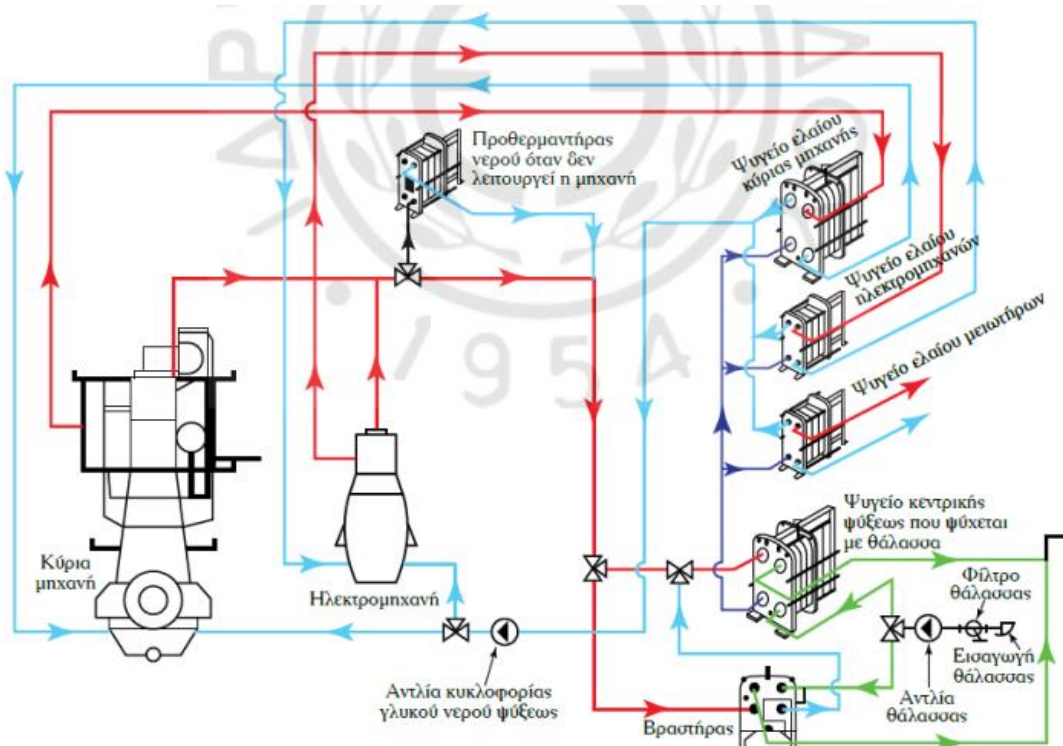 Προθερμαντήρας
νερού όταν δεν
λειτουργεί η μηχανή
Ψυγείο ελαίου
κύριας μηχανής
Ψυγείο ελαίου
ηλεκτρομηχανών
Ψυγείο ελαίου μειωτήρων
Ψυγείο κεντρικής
ψύξεως που ψύχεται
με θάλασσα
Κύρια
μηχανή
Ηλεκτρομηχανή
Φίλτρο
θάλασσας
Εισαγωγή
θάλασσας
Αντλία κυκλοφορίας
γλυκού νερού ψύξεως
Αντλία
θάλασσας
Βραστήρας
1954